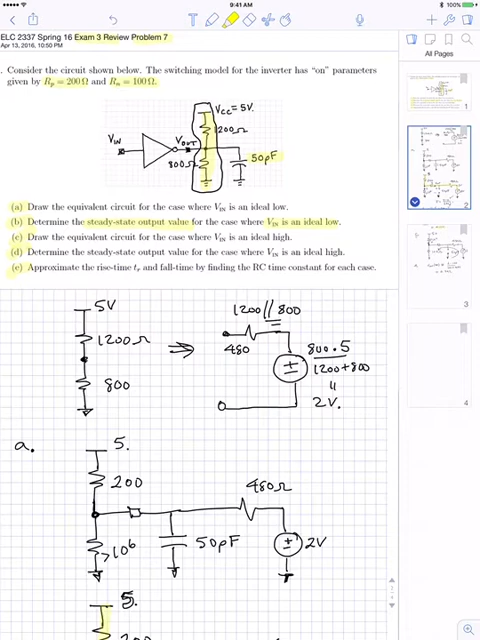 iPad
9:41 AM
100%
T
ELC 2337 Spring 16 Exam 3 Review Problem 7
Apr 13, 2016, 10:50 PM
All Pages
. Consider the circuit shown below. The switching model for the inverter has "on" parameters
given by Rp = 200Ω and Rn = 100Ω.
VCC = 5V.
1200Ω
VIN
VOUT
800Ω
50pF
(a) Draw the equivalent circuit for the case where VIN is an ideal low.
(b) Determine the steady-state output value for the case where VIN is an ideal low.
(c) Draw the equivalent circuit for the case where VIN is an ideal high.
(d) Determine the steady-state output value for the case where VIN is an ideal high.
(e) Approximate the rise-time tr and fall-time by finding the RC time constant for each case.
1
2
3
4
5V
1200Ω
800
1200//800
480
800 · 5
1200+800
"
2V.
a.
5.
200
>10⁶
50pF
480Ω
2V
5.
200